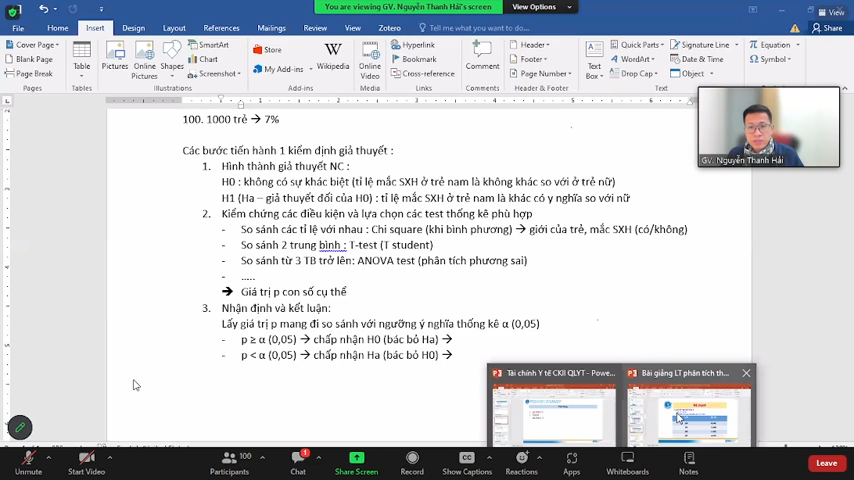 You are viewing GV. Nguyễn Thanh Hải's screen
View Options
View
File Home Insert Design Layout References Mailings Review View Zotero Tell me what you want to do...
Share
Cover Page
Blank Page
Page Break
Pages
Table
Tables
Pictures
Online Pictures
Shapes
SmartArt
Chart
Screenshot
Illustrations
Store
My Add-ins
Wikipedia
Add-ins
Online Video
Media
Hyperlink
Bookmark
Cross-reference
Links
Comment
Comments
Header
Footer
Page Number
Header & Footer
Text Box
Quick Parts
WordArt
Drop Cap
Signature Line
Date & Time
Object
Text
Equation
Symbol
Symbols
GV. Nguyễn Thanh Hải
100. 1000 trẻ → 7%
Các bước tiến hành 1 kiểm định giả thuyết :
1. Hình thành giả thuyết NC :
H0 : không có sự khác biệt (tỉ lệ mắc SXH ở trẻ nam là không khác so với ở trẻ nữ)
H1 (Ha – giả thuyết đối của H0) : tỉ lệ mắc SXH ở trẻ nam là khác có ý nghĩa so với nữ
2. Kiểm chứng các điều kiện và lựa chọn các test thống kê phù hợp
- So sánh các tỉ lệ với nhau : Chi square (khi bình phương) → giới của trẻ, mắc SXH (có/không)
- So sánh 2 trung bình : T-test (T student)
- So sánh từ 3 TB trở lên: ANOVA test (phân tích phương sai)
- .....
→ Giá trị p con số cụ thể
3. Nhận định và kết luận:
Lấy giá trị p mang đi so sánh với ngưỡng ý nghĩa thống kê α (0,05)
- p ≥ α (0,05) → chấp nhận H0 (bác bỏ Ha) →
- p < α (0,05) → chấp nhận Ha (bác bỏ H0) →
Tài chính Y tế CKII QLYT - Powe...
Bài giảng LT phân tích th...
Unmute
Start Video
Participants 100
Chat 1
Share Screen
Record
CC
Show Captions
Reactions
Apps
Whiteboards
Notes
Leave